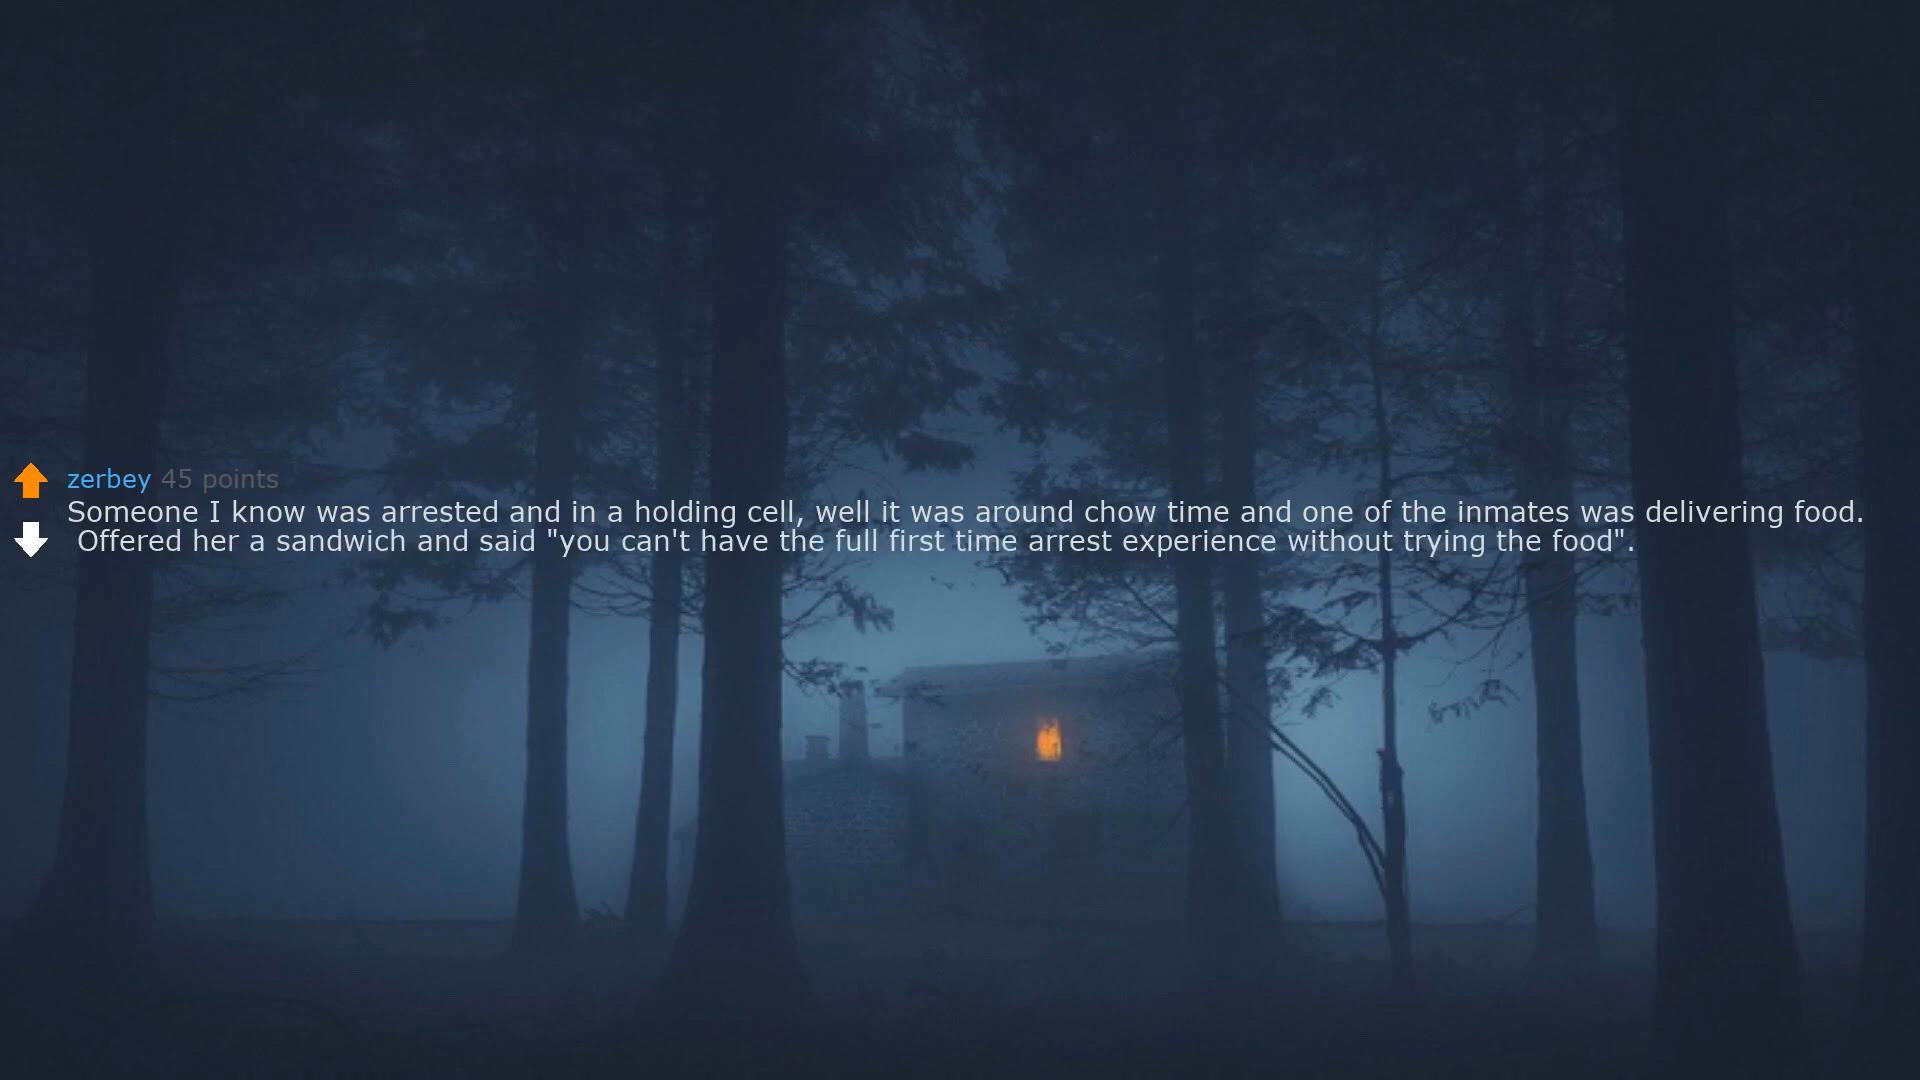 zerbey 45 points
Someone I know was arrested and in a holding cell, well it was around chow time and one of the inmates was delivering food.
Offered her a sandwich and said "you can't have the full first time arrest experience without trying the food".